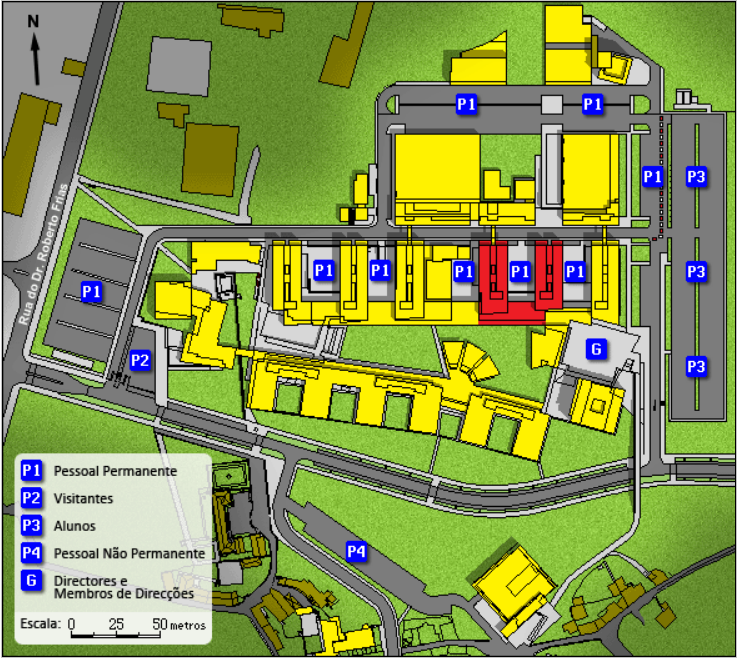 N
P1
P1
P1
P3
Rua do Dr. Roberto Frias
P1
P1
P1
P1
P1
P3
P1
P2
G
P3
P4
P1 Pessoal Permanente
P2 Visitantes
P3 Alunos
P4 Pessoal Não Permanente
G Directores e
Membros de Direcções
Escala: 0 25 50 metros